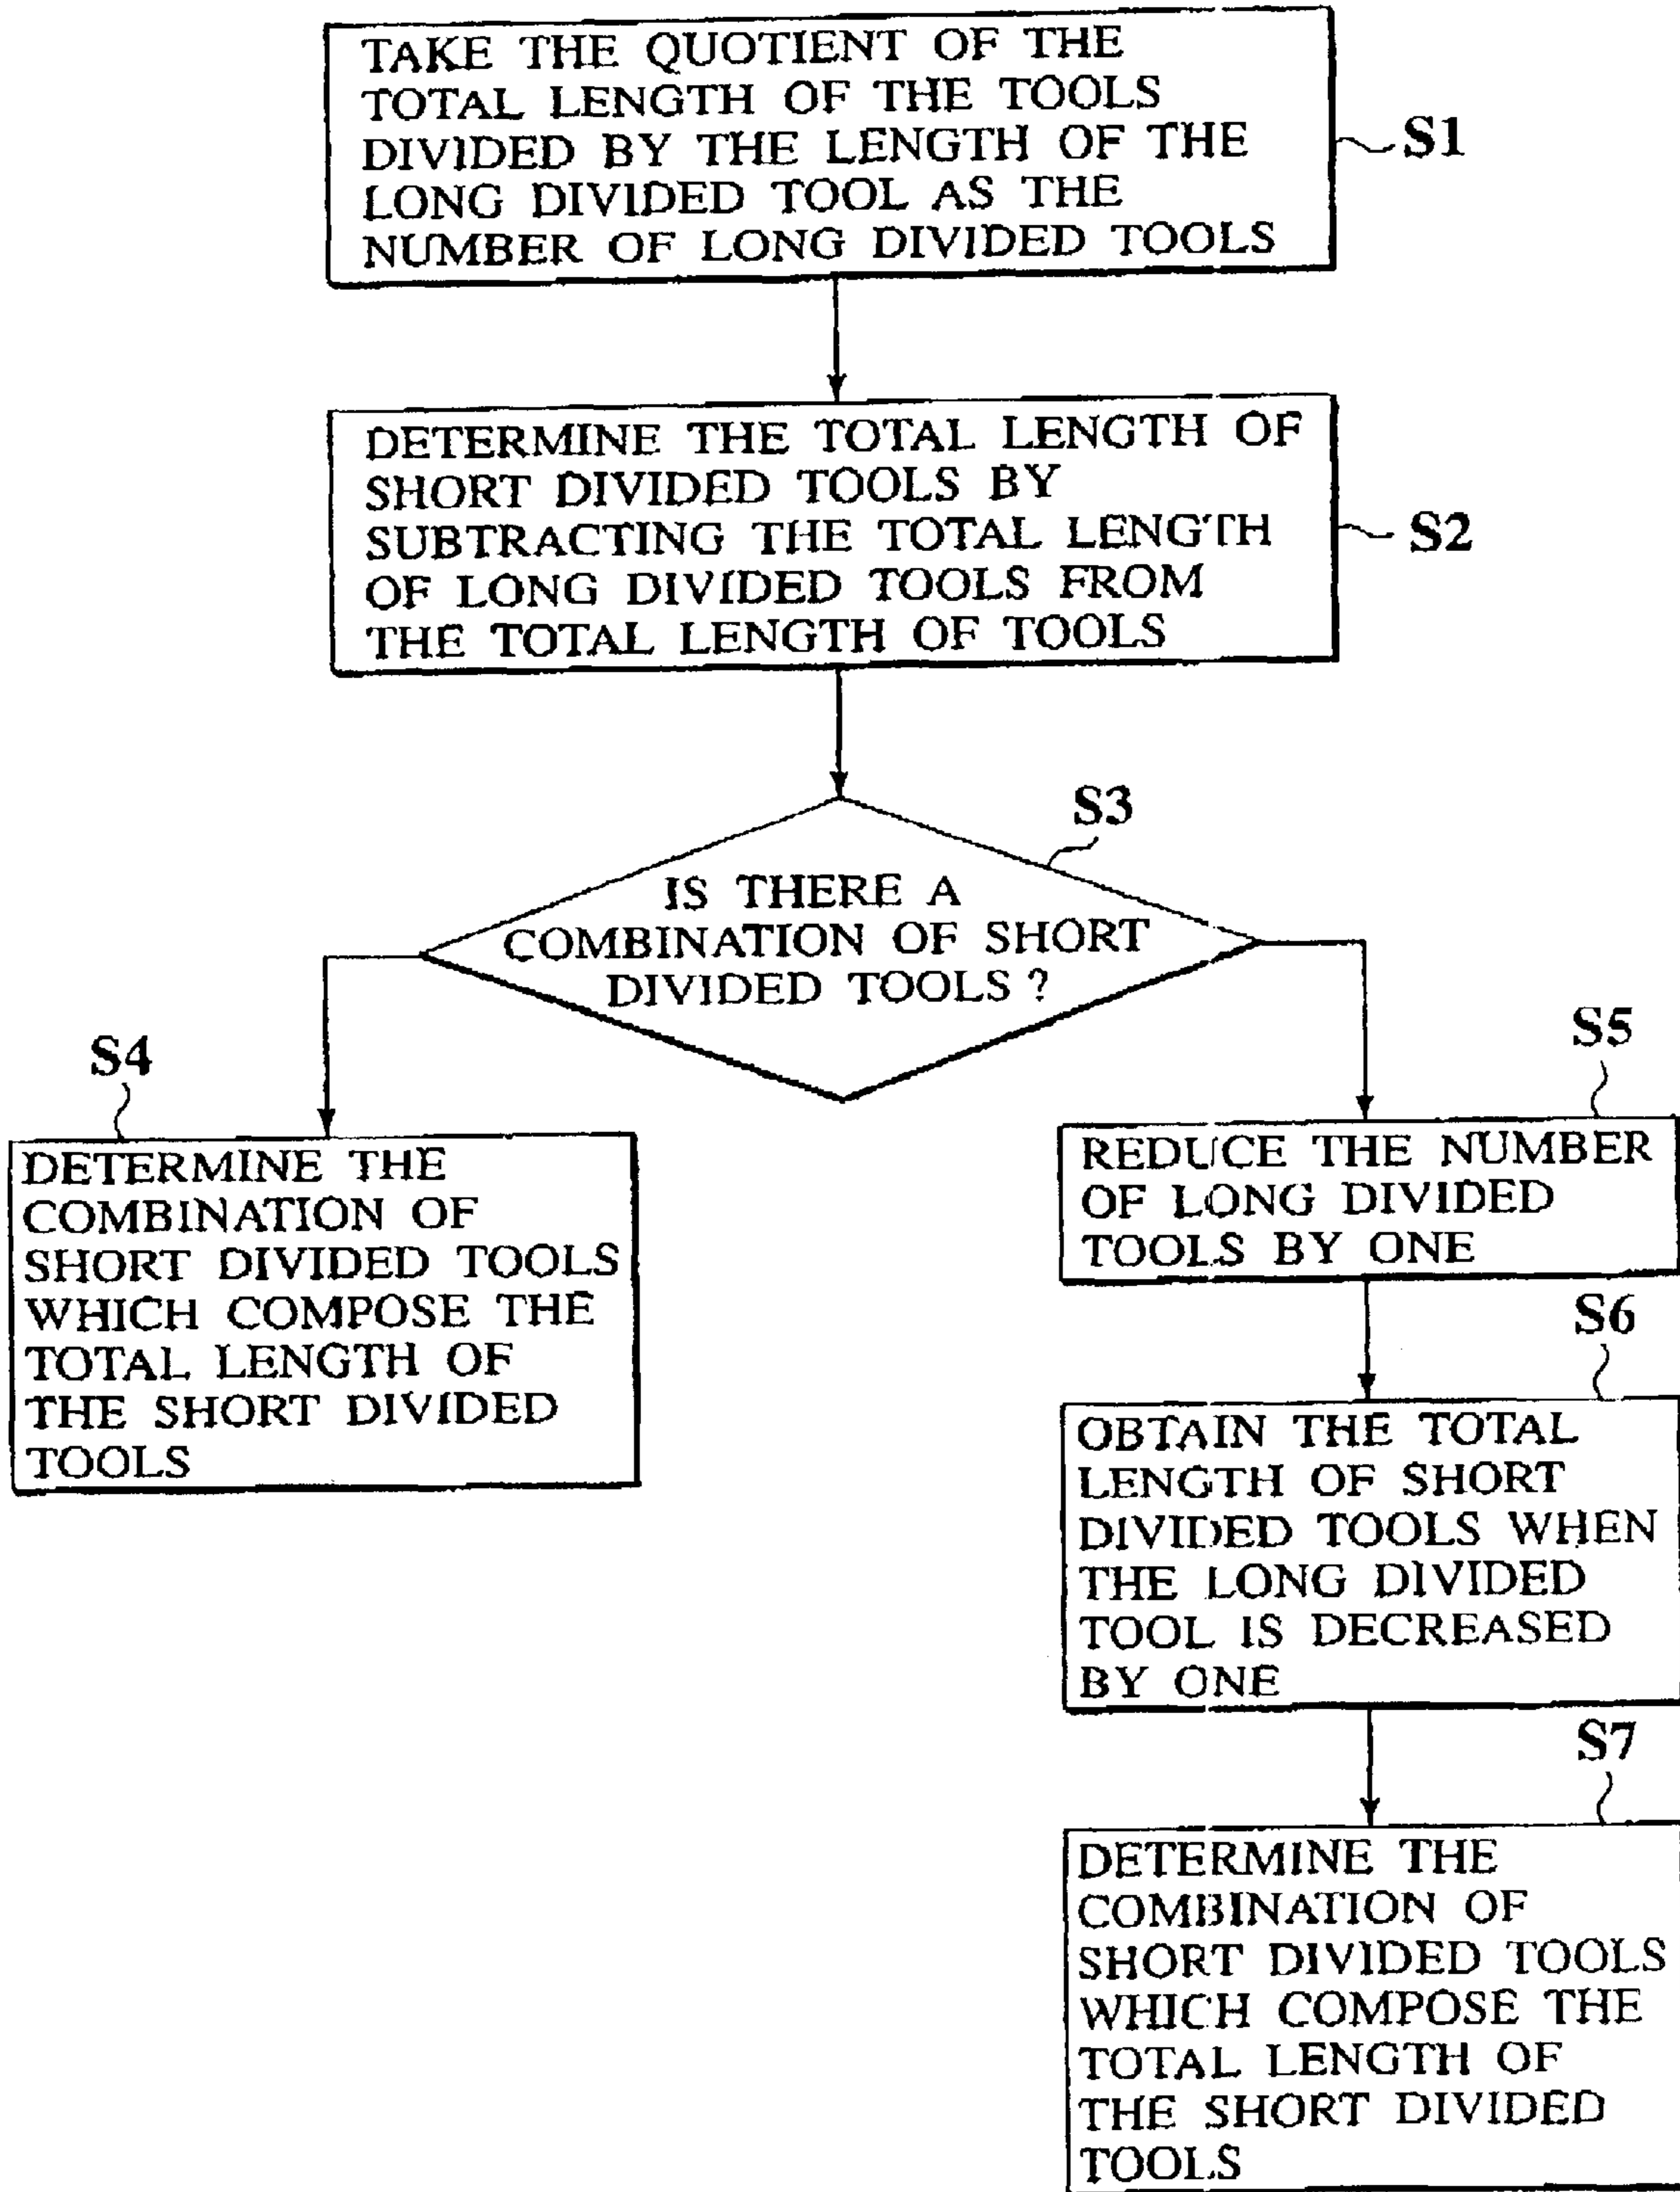 TAKE THE QUOTIENT OF THE
TOTAL LENGTH OF THE TOOLS
DIVIDED BY THE LENGTH OF THE
LONG DIVIDED TOOL AS THE
NUMBER OF LONG DIVIDED TOOLS
S1
DETERMINE THE TOTAL LENGTH OF
SHORT DIVIDED TOOLS BY
SUBTRACTING THE TOTAL LENGTH
OF LONG DIVIDED TOOLS FROM
THE TOTAL LENGTH OF TOOLS
S2
S3
IS THERE A
COMBINATION OF SHORT
DIVIDED TOOLS ?
S4
DETERMINE THE
COMBINATION OF
SHORT DIVIDED TOOLS
WHICH COMPOSE THE
TOTAL LENGTH OF
THE SHORT DIVIDED
TOOLS
S5
REDUCE THE NUMBER
OF LONG DIVIDED
TOOLS BY ONE
S6
OBTAIN THE TOTAL
LENGTH OF SHORT
DIVIDED TOOLS WHEN
THE LONG DIVIDED
TOOL IS DECREASED
BY ONE
S7
DETERMINE THE
COMBINATION OF
SHORT DIVIDED TOOLS
WHICH COMPOSE THE
TOTAL LENGTH OF
THE SHORT DIVIDED
TOOLS